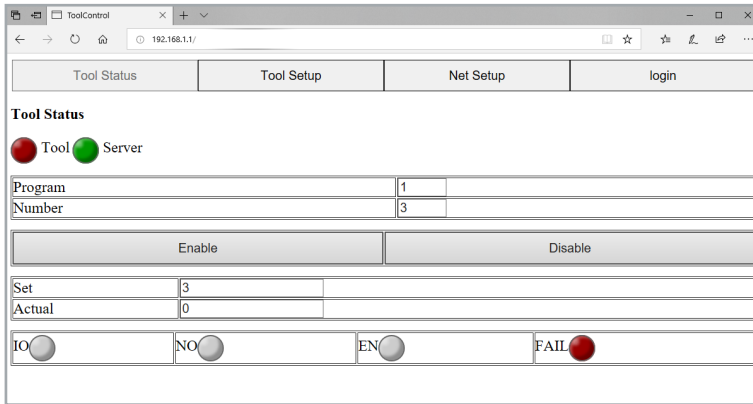 ToolControl
192.168.1.1/
Tool Status Tool Setup Net Setup login
Tool Status
Tool Server
Program 1
Number 3
Enable Disable
Set 3
Actual 0
IO NO EN FAIL